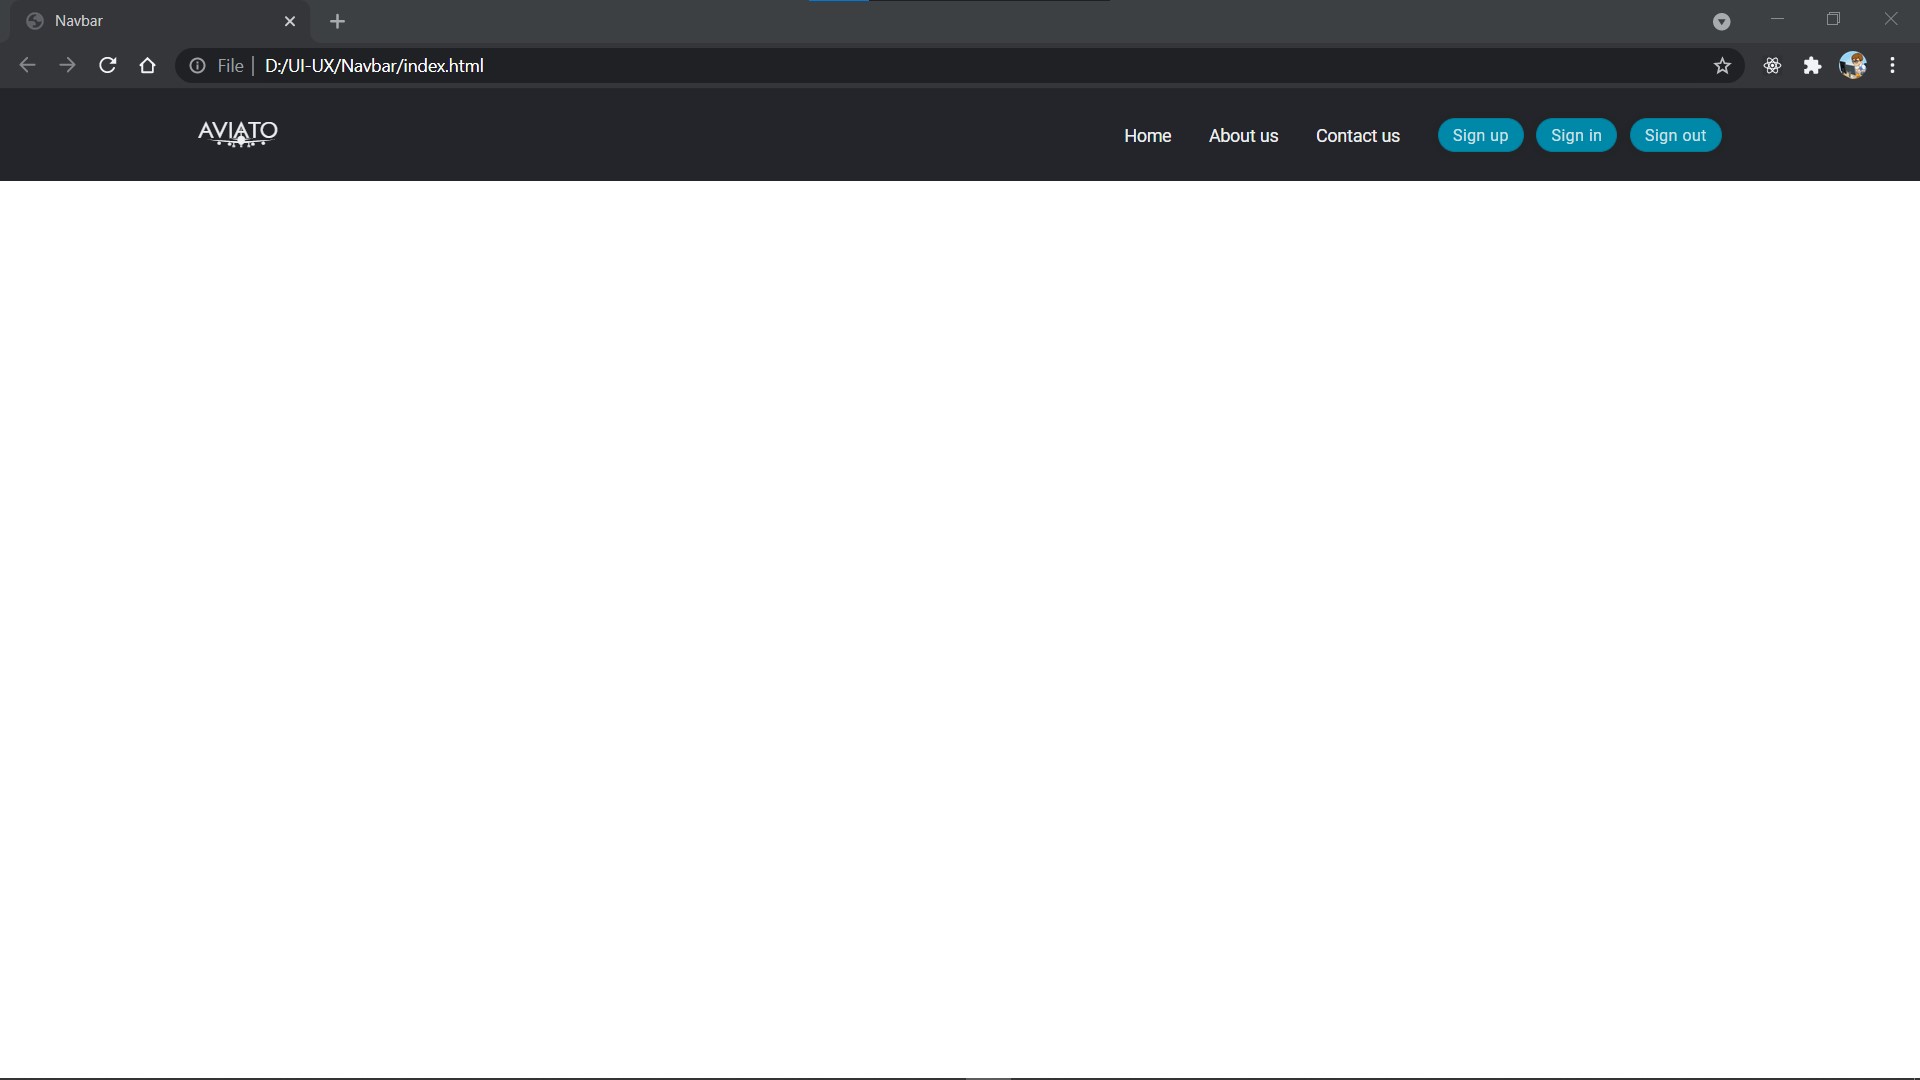 Navbar
File | D:/UI-UX/Navbar/index.html
AVIATO Home About us Contact us Sign up Sign in Sign out